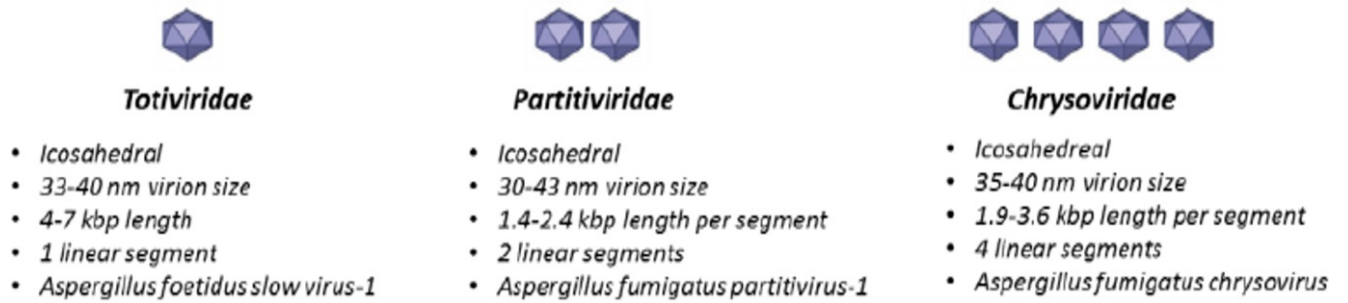 Totiviridae
• Icosahedral
• 33-40 nm virion size
• 4-7 kbp length
• 1 linear segment
• Aspergillus foetidus slow virus-1
Partitiviridae
• Icosahedral
• 30-43 nm virion size
• 1.4-2.4 kbp length per segment
• 2 linear segments
• Aspergillus fumigatus partitivirus-1
Chrysoviridae
• Icosahedreal
• 35-40 nm virion size
• 1.9-3.6 kbp length per segment
• 4 linear segments
• Aspergillus fumigatus chrysovirus